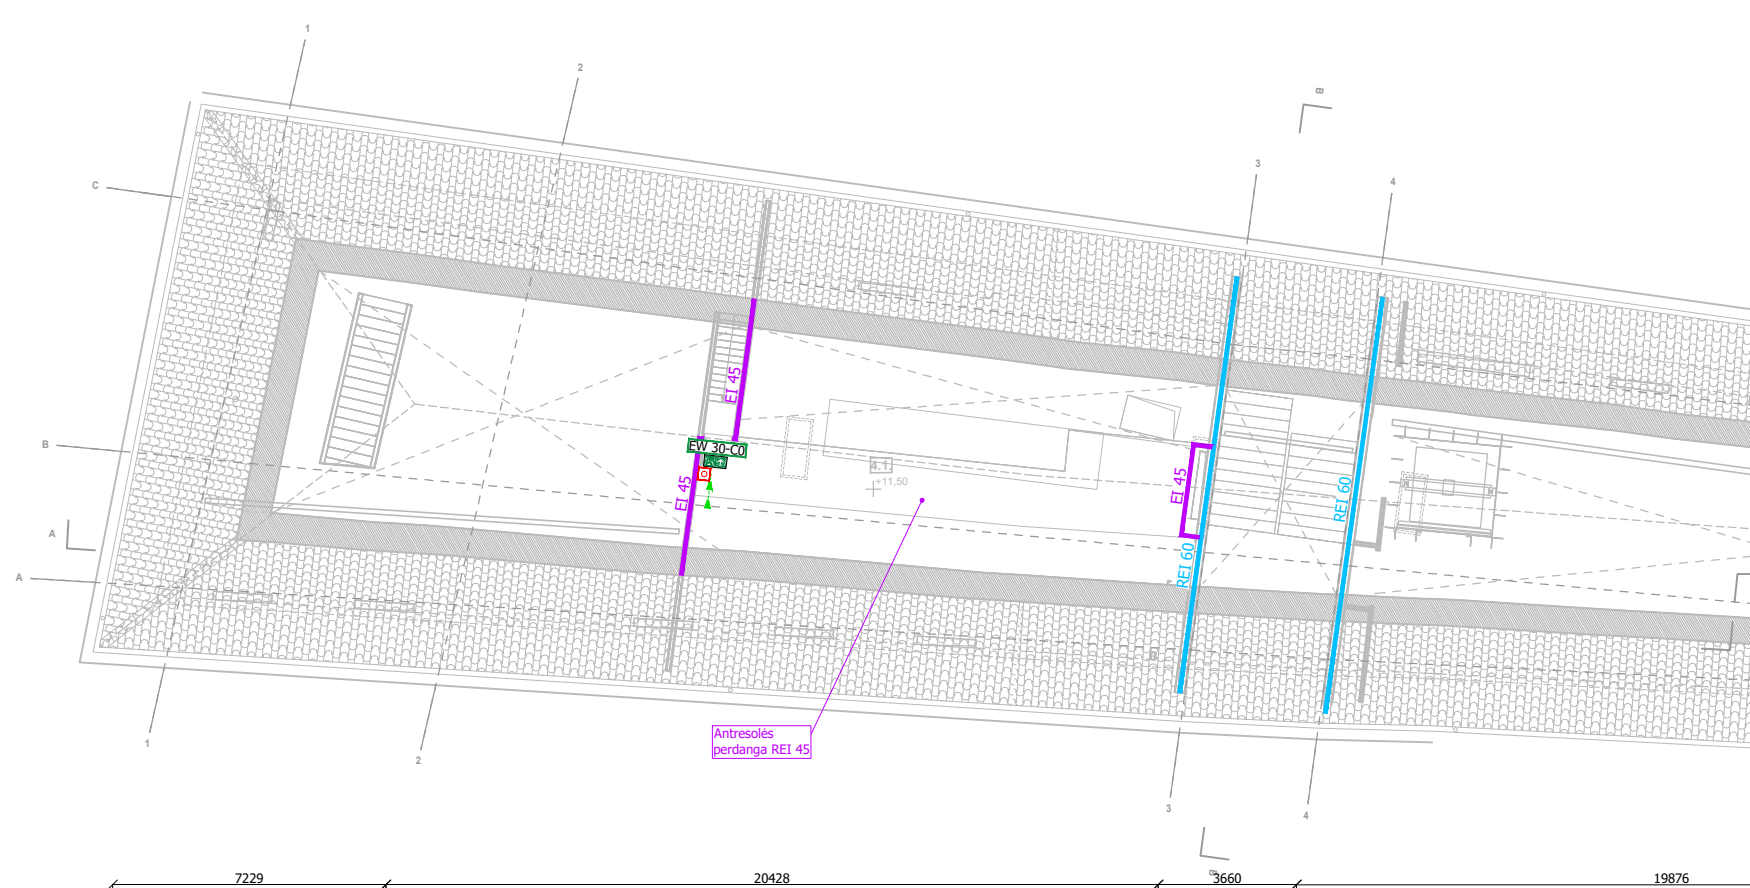 1
2
B
3
4
C
EI 45
B
EW 30-C0
4.1.
+11,50
EI 45
EI 45
REI 60
A
REI 60
A
Antresolės
perdanga REI 45
1
2
3
4
B
7229
20428
3660
19876